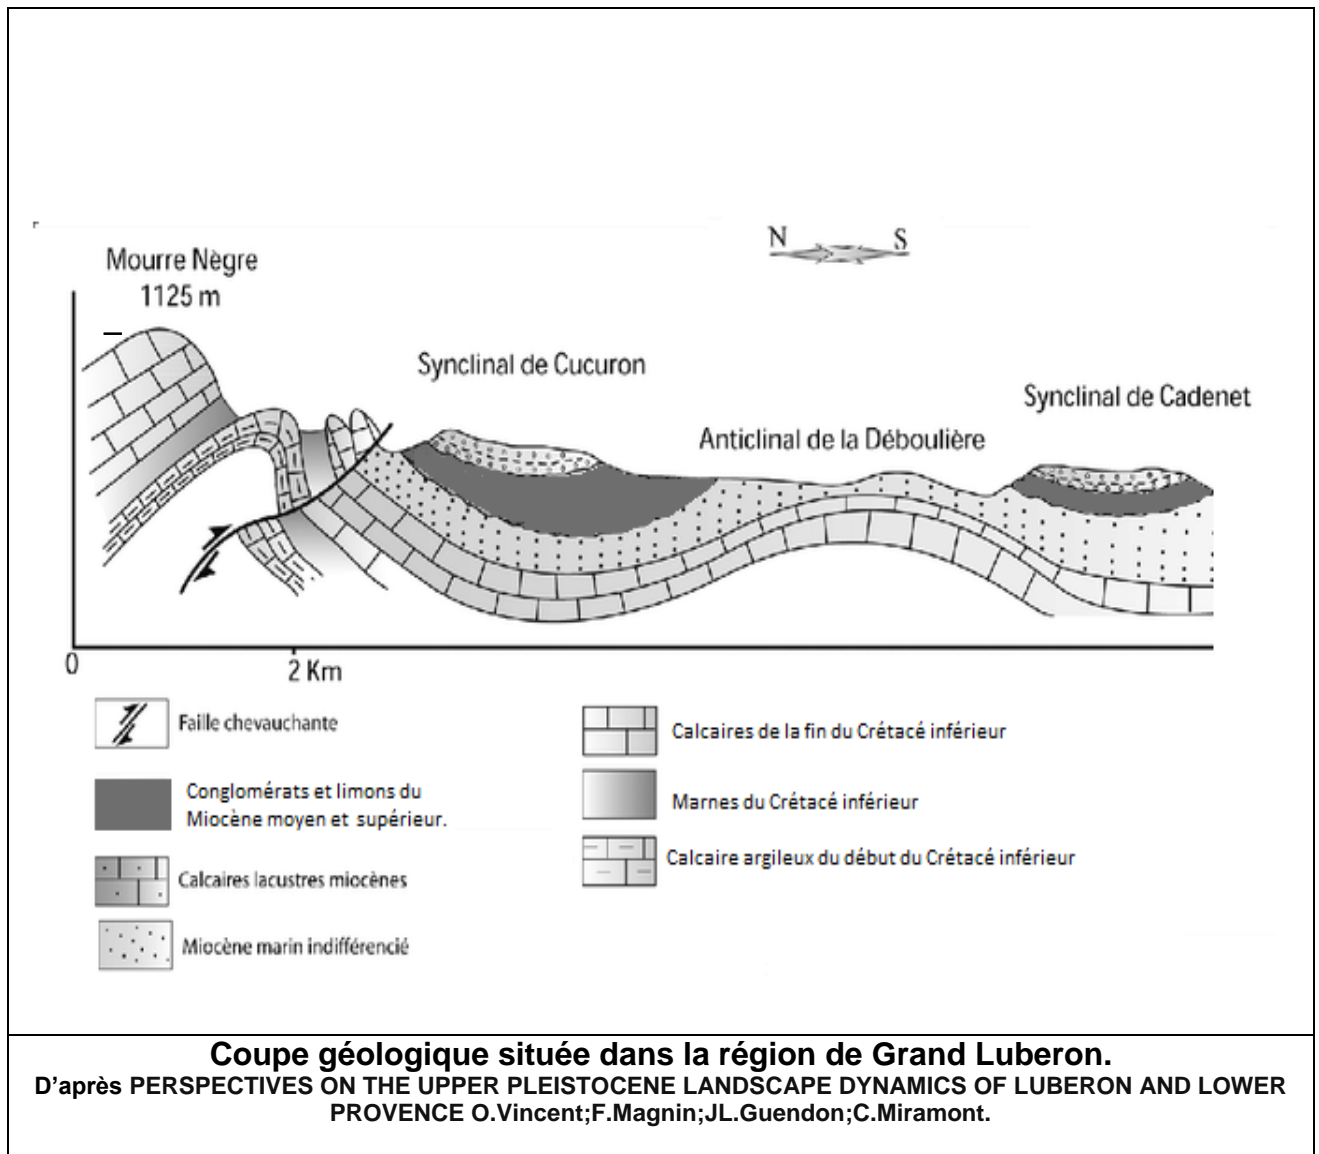 Mourre Nègre
1125 m
N S
Synclinal de Cucuron
Synclinal de Cadenet
Anticlinal de la Déboulière
0
2 Km
Faille chevauchante
Conglomérats et limons du
Miocène moyen et supérieur.
Calcaires lacustres miocènes
Miocène marin indifférencié
Calcaires de la fin du Crétacé inférieur
Marnes du Crétacé inférieur
Calcaire argileux du début du Crétacé inférieur
Coupe géologique située dans la région de Grand Luberon.
D'après PERSPECTIVES ON THE UPPER PLEISTOCENE LANDSCAPE DYNAMICS OF LUBERON AND LOWER
PROVENCE O.Vincent;F.Magnin;JL.Guendon;C.Miramont.